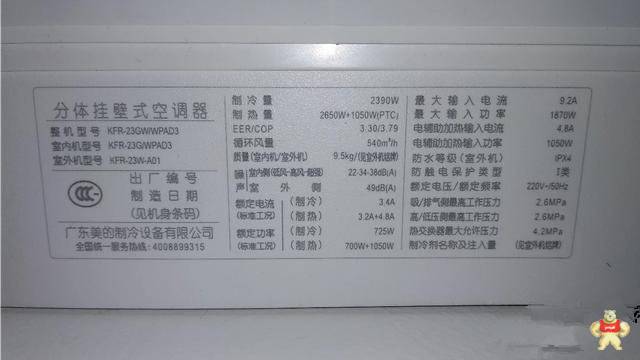 分体挂壁式空调器
整机型号 KFR-23GW/WPAD3
室内机型号 KFR-23G/WPAD3
室外机型号 KFR-23W-A01
出厂编号
制造日期
(见机身条码)
广东美的制冷设备有限公司
全国统一服务热线: 4008899315
制冷量 2390W
制热量 2650W+1050W(PTC)
EER/COP 3.30/3.79
循环风量 540m³/h
质量(室内机/室外机) 9.5kg/(见室外机铭牌)
噪 室内侧(低风-高风-超强) 22-34-38dB(A)
声 室外侧 49dB(A)
额定电流 (制冷) 3.4A
(标准工况) (制热) 3.2A+4.8A
额定功率 (制冷) 725W
(标准工况) (制热) 700W+1050W
最大输入电流 9.2A
最大输入功率 1870W
电辅助加热输入电流 4.8A
电辅助加热输入功率 1050W
防水等级(室外机) IPX4
防触电保护类型 I类
额定电压/额定频率 220V~/50Hz
吸/排气侧最高工作压力 2.6MPa
高/低压侧最高工作压力 2.6MPa
热交换器最大允许压力 4.2MPa
制冷剂名称及注入量 (见室外机铭牌)